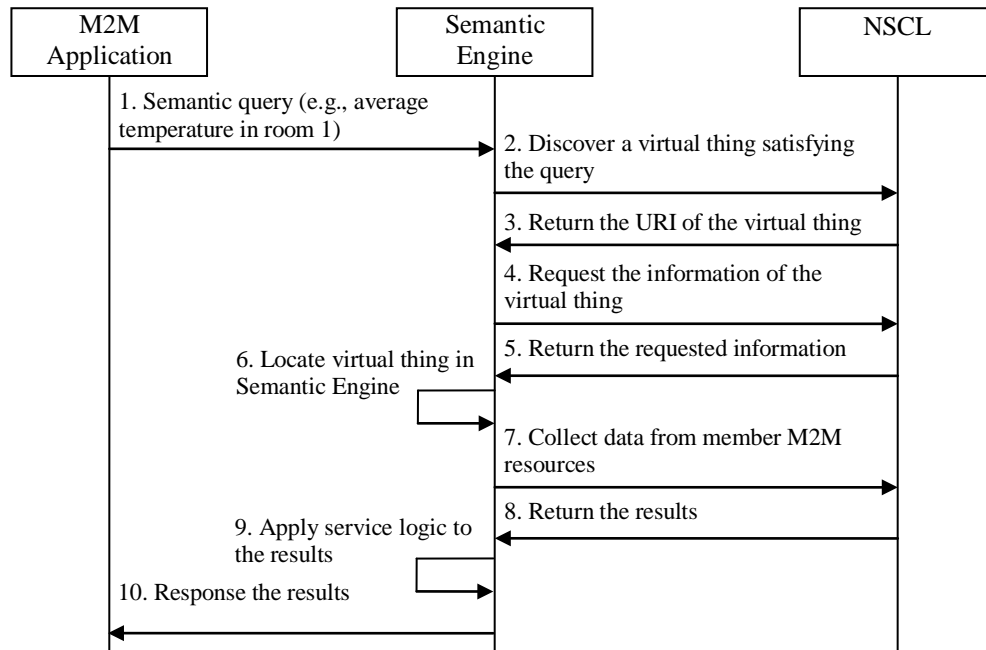 M2M
Application
Semantic
Engine
NSCL
1. Semantic query (e.g., average
temperature in room 1)
2. Discover a virtual thing satisfying
the query
3. Return the URI of the virtual thing
4. Request the information of the
virtual thing
5. Return the requested information
6. Locate virtual thing in
Semantic Engine
7. Collect data from member M2M
resources
8. Return the results
9. Apply service logic to
the results
10. Response the results